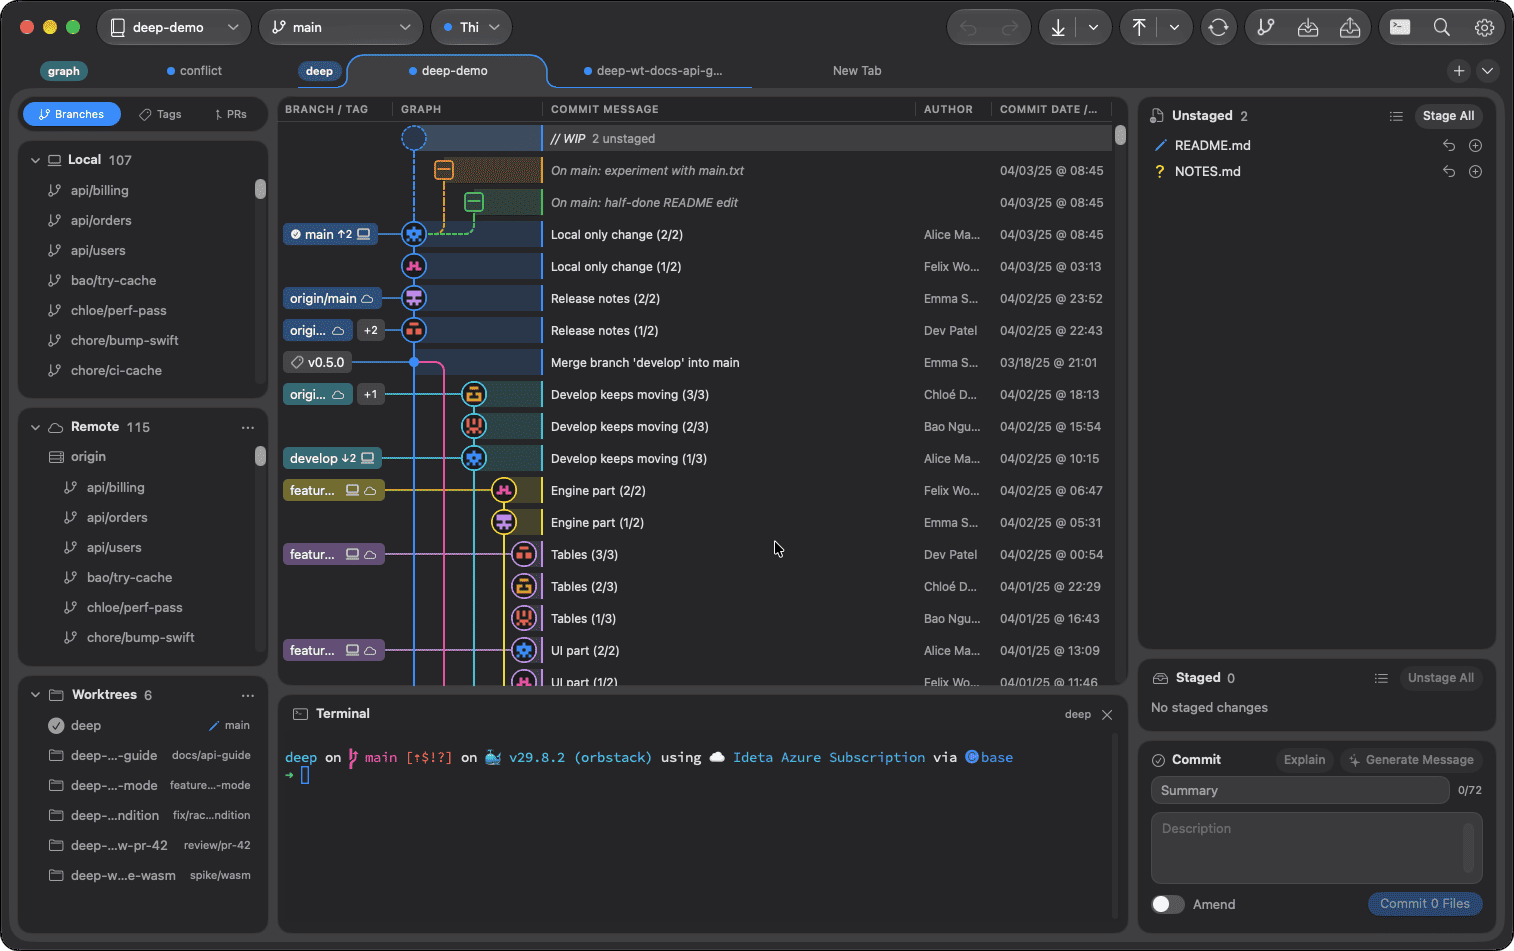 deep-demo
main
Thi
graph
conflict
deep
deep-demo
deep-wt-docs-api-g...
New Tab
Branches
Tags
PRs
Local 107
api/billing
api/orders
api/users
bao/try-cache
chloe/perf-pass
chore/bump-swift
chore/ci-cache
Remote 115
origin
api/billing
api/orders
api/users
bao/try-cache
chloe/perf-pass
chore/bump-swift
Worktrees 6
deep main
deep-...-guide docs/api-guide
deep-...-mode feature...-mode
deep-...ndition fix/rac...ndition
deep-...w-pr-42 review/pr-42
deep-w...e-wasm spike/wasm
BRANCH / TAG GRAPH COMMIT MESSAGE AUTHOR COMMIT DATE /...
// WIP 2 unstaged
On main: experiment with main.txt 04/03/25 @ 08:45
On main: half-done README edit 04/03/25 @ 08:45
main ↑2 Local only change (2/2) Alice Ma... 04/03/25 @ 08:45
Local only change (1/2) Felix Wo... 04/03/25 @ 03:13
origin/main Release notes (2/2) Emma S... 04/02/25 @ 23:52
origi... +2 Release notes (1/2) Dev Patel 04/02/25 @ 22:43
v0.5.0 Merge branch 'develop' into main Emma S... 03/18/25 @ 21:01
origi... +1 Develop keeps moving (3/3) Chloé D... 04/02/25 @ 18:13
Develop keeps moving (2/3) Bao Ngu... 04/02/25 @ 15:54
develop ↓2 Develop keeps moving (1/3) Alice Ma... 04/02/25 @ 10:15
featur... Engine part (2/2) Felix Wo... 04/02/25 @ 06:47
Engine part (1/2) Emma S... 04/02/25 @ 05:31
featur... Tables (3/3) Dev Patel 04/02/25 @ 00:54
Tables (2/3) Chloé D... 04/01/25 @ 22:29
Tables (1/3) Bao Ngu... 04/01/25 @ 16:43
featur... UI part (2/2) Alice Ma... 04/01/25 @ 13:09
UI part (1/2) Felix Wo... 04/01/25 @ 11:46
Terminal deep
deep on main [↑$!?] on v29.8.2 (orbstack) using Ideta Azure Subscription via C base
➜
Unstaged 2 Stage All
README.md
? NOTES.md
Staged 0 Unstage All
No staged changes
Commit Explain Generate Message
Summary 0/72
Description
Amend Commit 0 Files